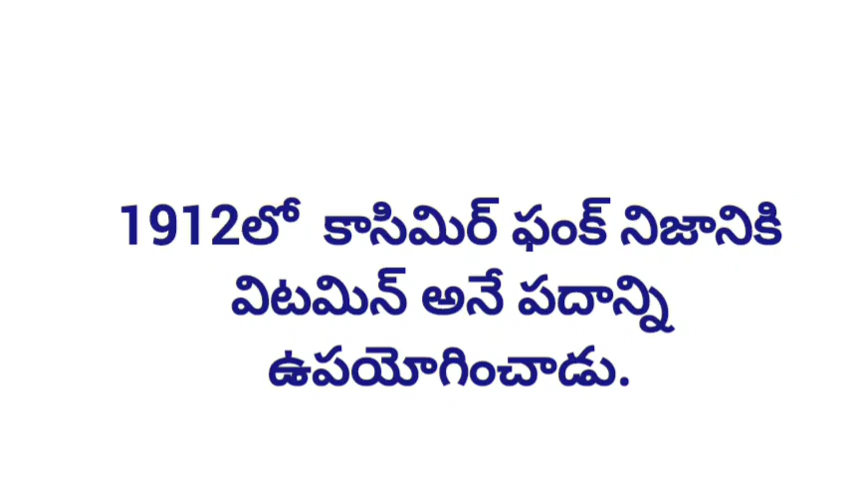 1912లో కాసిమిర్ ఫంక్ నిజానికి
విటమిన్ అనే పదాన్ని
ఉపయోగించాడు.